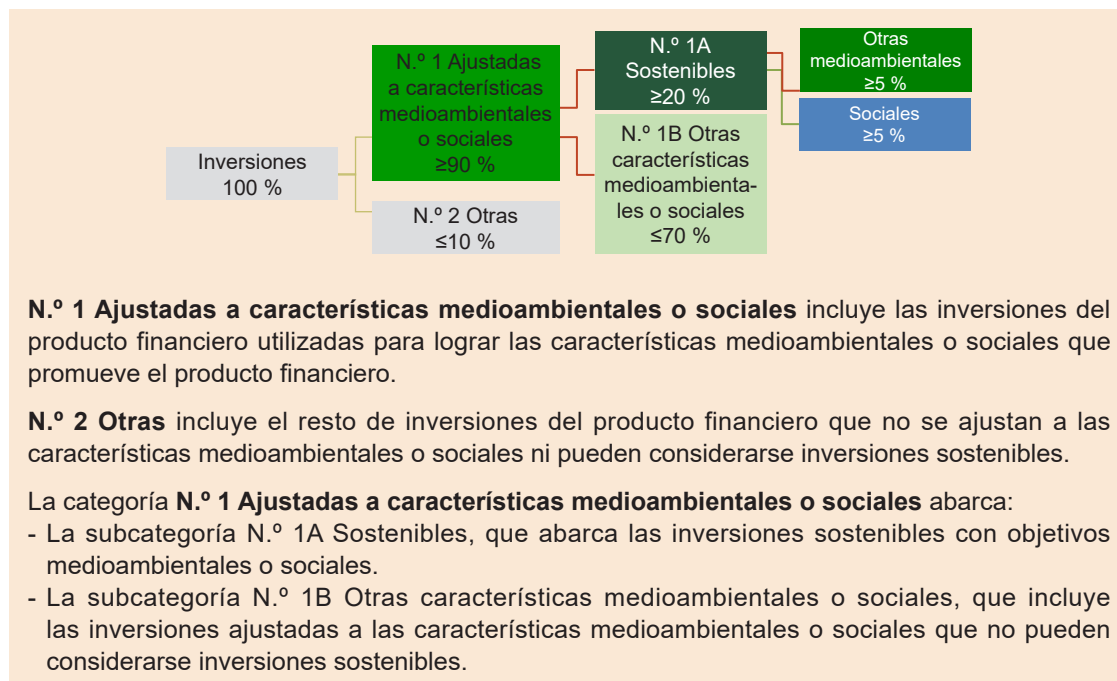 Inversiones
100 %
N.º 1 Ajustadas
a características
medioambientales
o sociales
≥90 %
N.º 2 Otras
≤10 %
N.º 1A
Sostenibles
≥20 %
N.º 1B Otras
características
medioambienta-
les o sociales
≤70 %
Otras
medioambientales
≥5 %
Sociales
≥5 %
N.º 1 Ajustadas a características medioambientales o sociales incluye las inversiones del
producto financiero utilizadas para lograr las características medioambientales o sociales que
promueve el producto financiero.
N.º 2 Otras incluye el resto de inversiones del producto financiero que no se ajustan a las
características medioambientales o sociales ni pueden considerarse inversiones sostenibles.
La categoría N.º 1 Ajustadas a características medioambientales o sociales abarca:
- La subcategoría N.º 1A Sostenibles, que abarca las inversiones sostenibles con objetivos
medioambientales o sociales.
- La subcategoría N.º 1B Otras características medioambientales o sociales, que incluye
las inversiones ajustadas a las características medioambientales o sociales que no pueden
considerarse inversiones sostenibles.